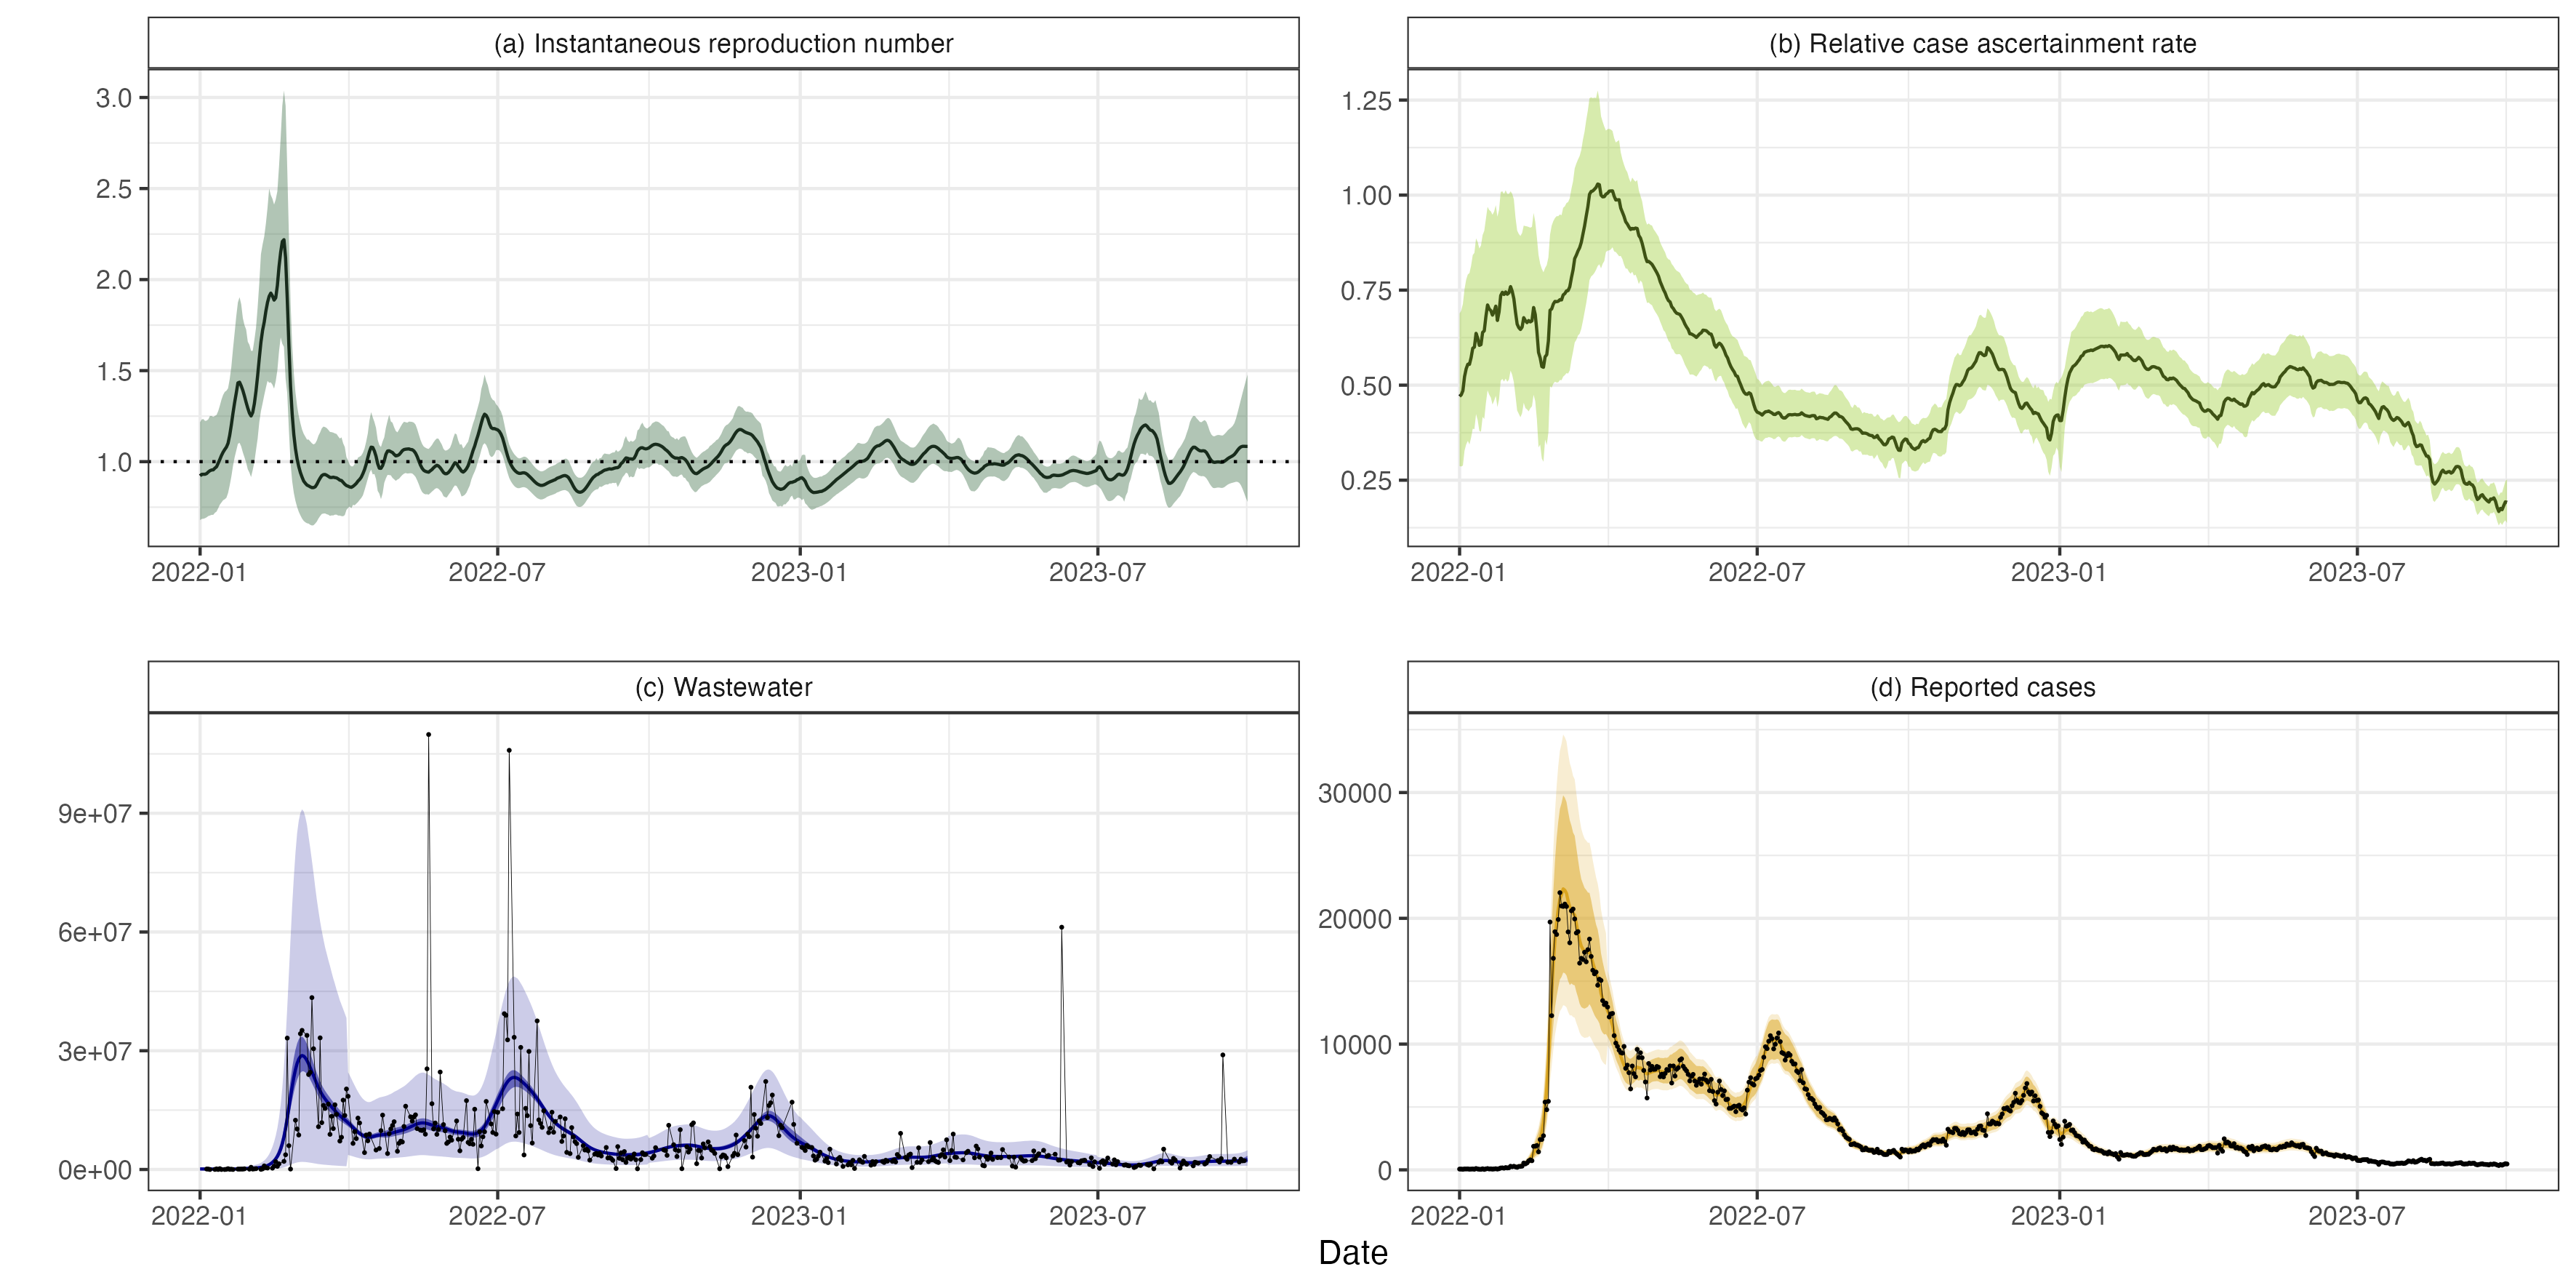 (a) Instantaneous reproduction number
3.0
2.5
2.0
1.5
1.0
2022-01 2022-07 2023-01 2023-07
(b) Relative case ascertainment rate
1.25
1.00
0.75
0.50
0.25
2022-01 2022-07 2023-01 2023-07
(c) Wastewater
9e+07
6e+07
3e+07
0e+00
2022-01 2022-07 2023-01 2023-07
(d) Reported cases
30000
20000
10000
0
2022-01 2022-07 2023-01 2023-07
Date